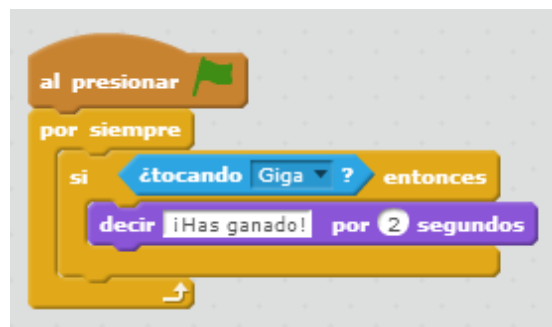 al presionar
por siempre
si ¿tocando Giga ? entonces
decir ¡Has ganado! por 2 segundos